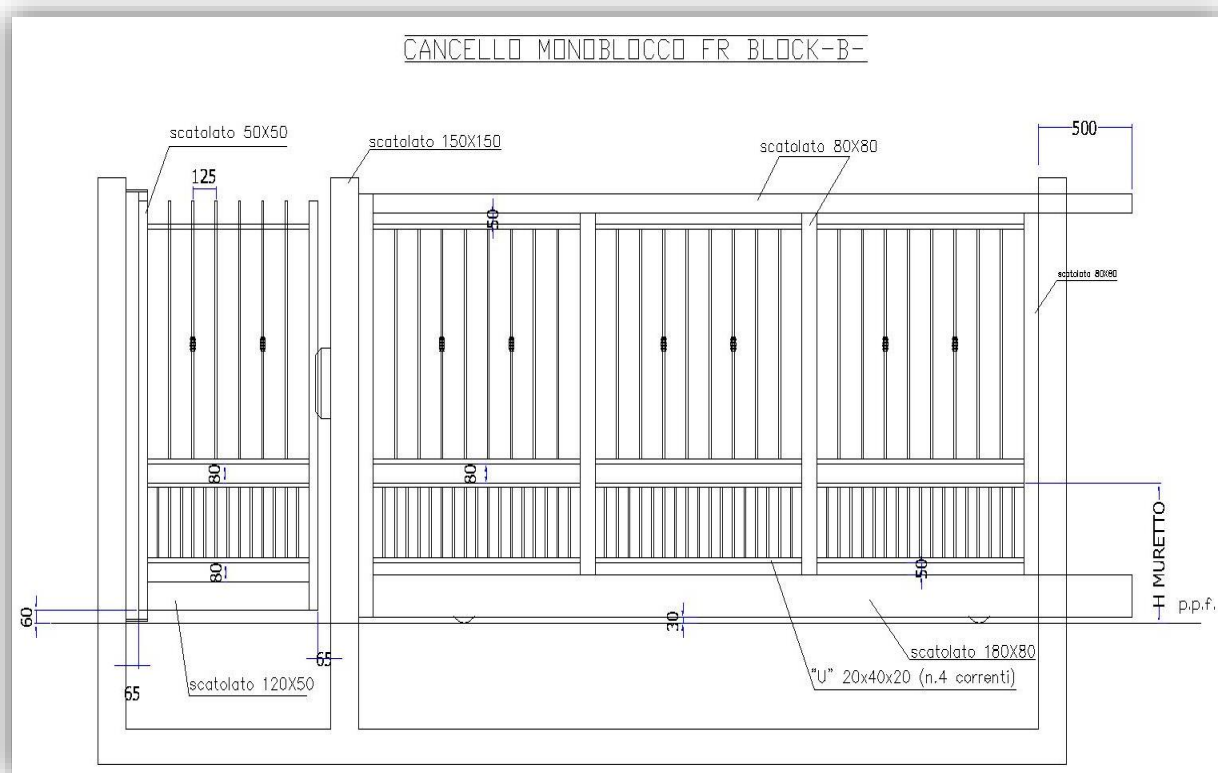 CANCELLO MONOBLOCCO FR BLOCK-B-
scatolato 50X50
scatolato 150X150
scatolato 80X80
500
125
50
scatolato 80X80
80
80
80
50
H MURETTO
60
30
p.p.f.
65
65
scatolato 120X50
scatolato 180X80
"U" 20x40x20 (n.4 correnti)